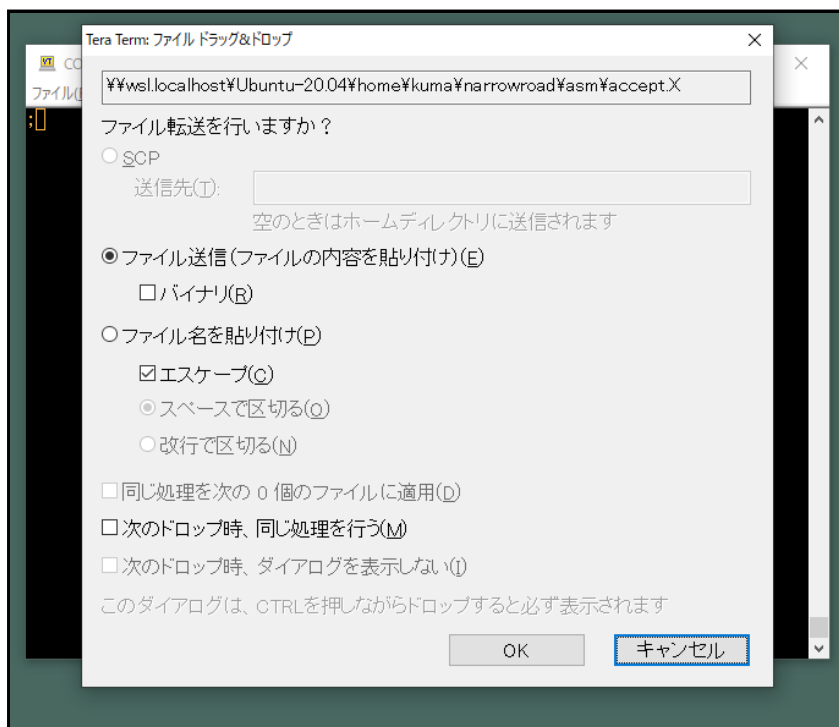 Tera Term: ファイル ドラッグ&ドロップ
CO
ファイル(
¥¥wsl.localhost¥Ubuntu-20.04¥home¥kuma¥narrowroad¥asm¥accept.X
;
ファイル転送を行いますか？
SCP
送信先(T):
空のときはホームディレクトリに送信されます
ファイル送信(ファイルの内容を貼り付け)(E)
バイナリ(R)
ファイル名を貼り付け(P)
エスケープ(C)
スペースで区切る(O)
改行で区切る(N)
同じ処理を次の 0 個のファイルに適用(D)
次のドロップ時、同じ処理を行う(M)
次のドロップ時、ダイアログを表示しない(I)
このダイアログは、CTRLを押しながらドロップすると必ず表示されます
OK
キャンセル